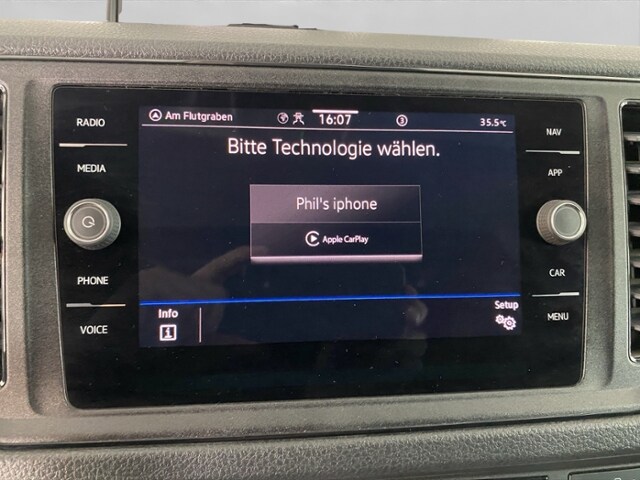 RADIO
MEDIA
PHONE
VOICE
Am Flutgraben 16:07 3 35.5°C
Bitte Technologie wählen.
Phil's iphone
Apple CarPlay
Info
Setup
NAV
APP
CAR
MENU